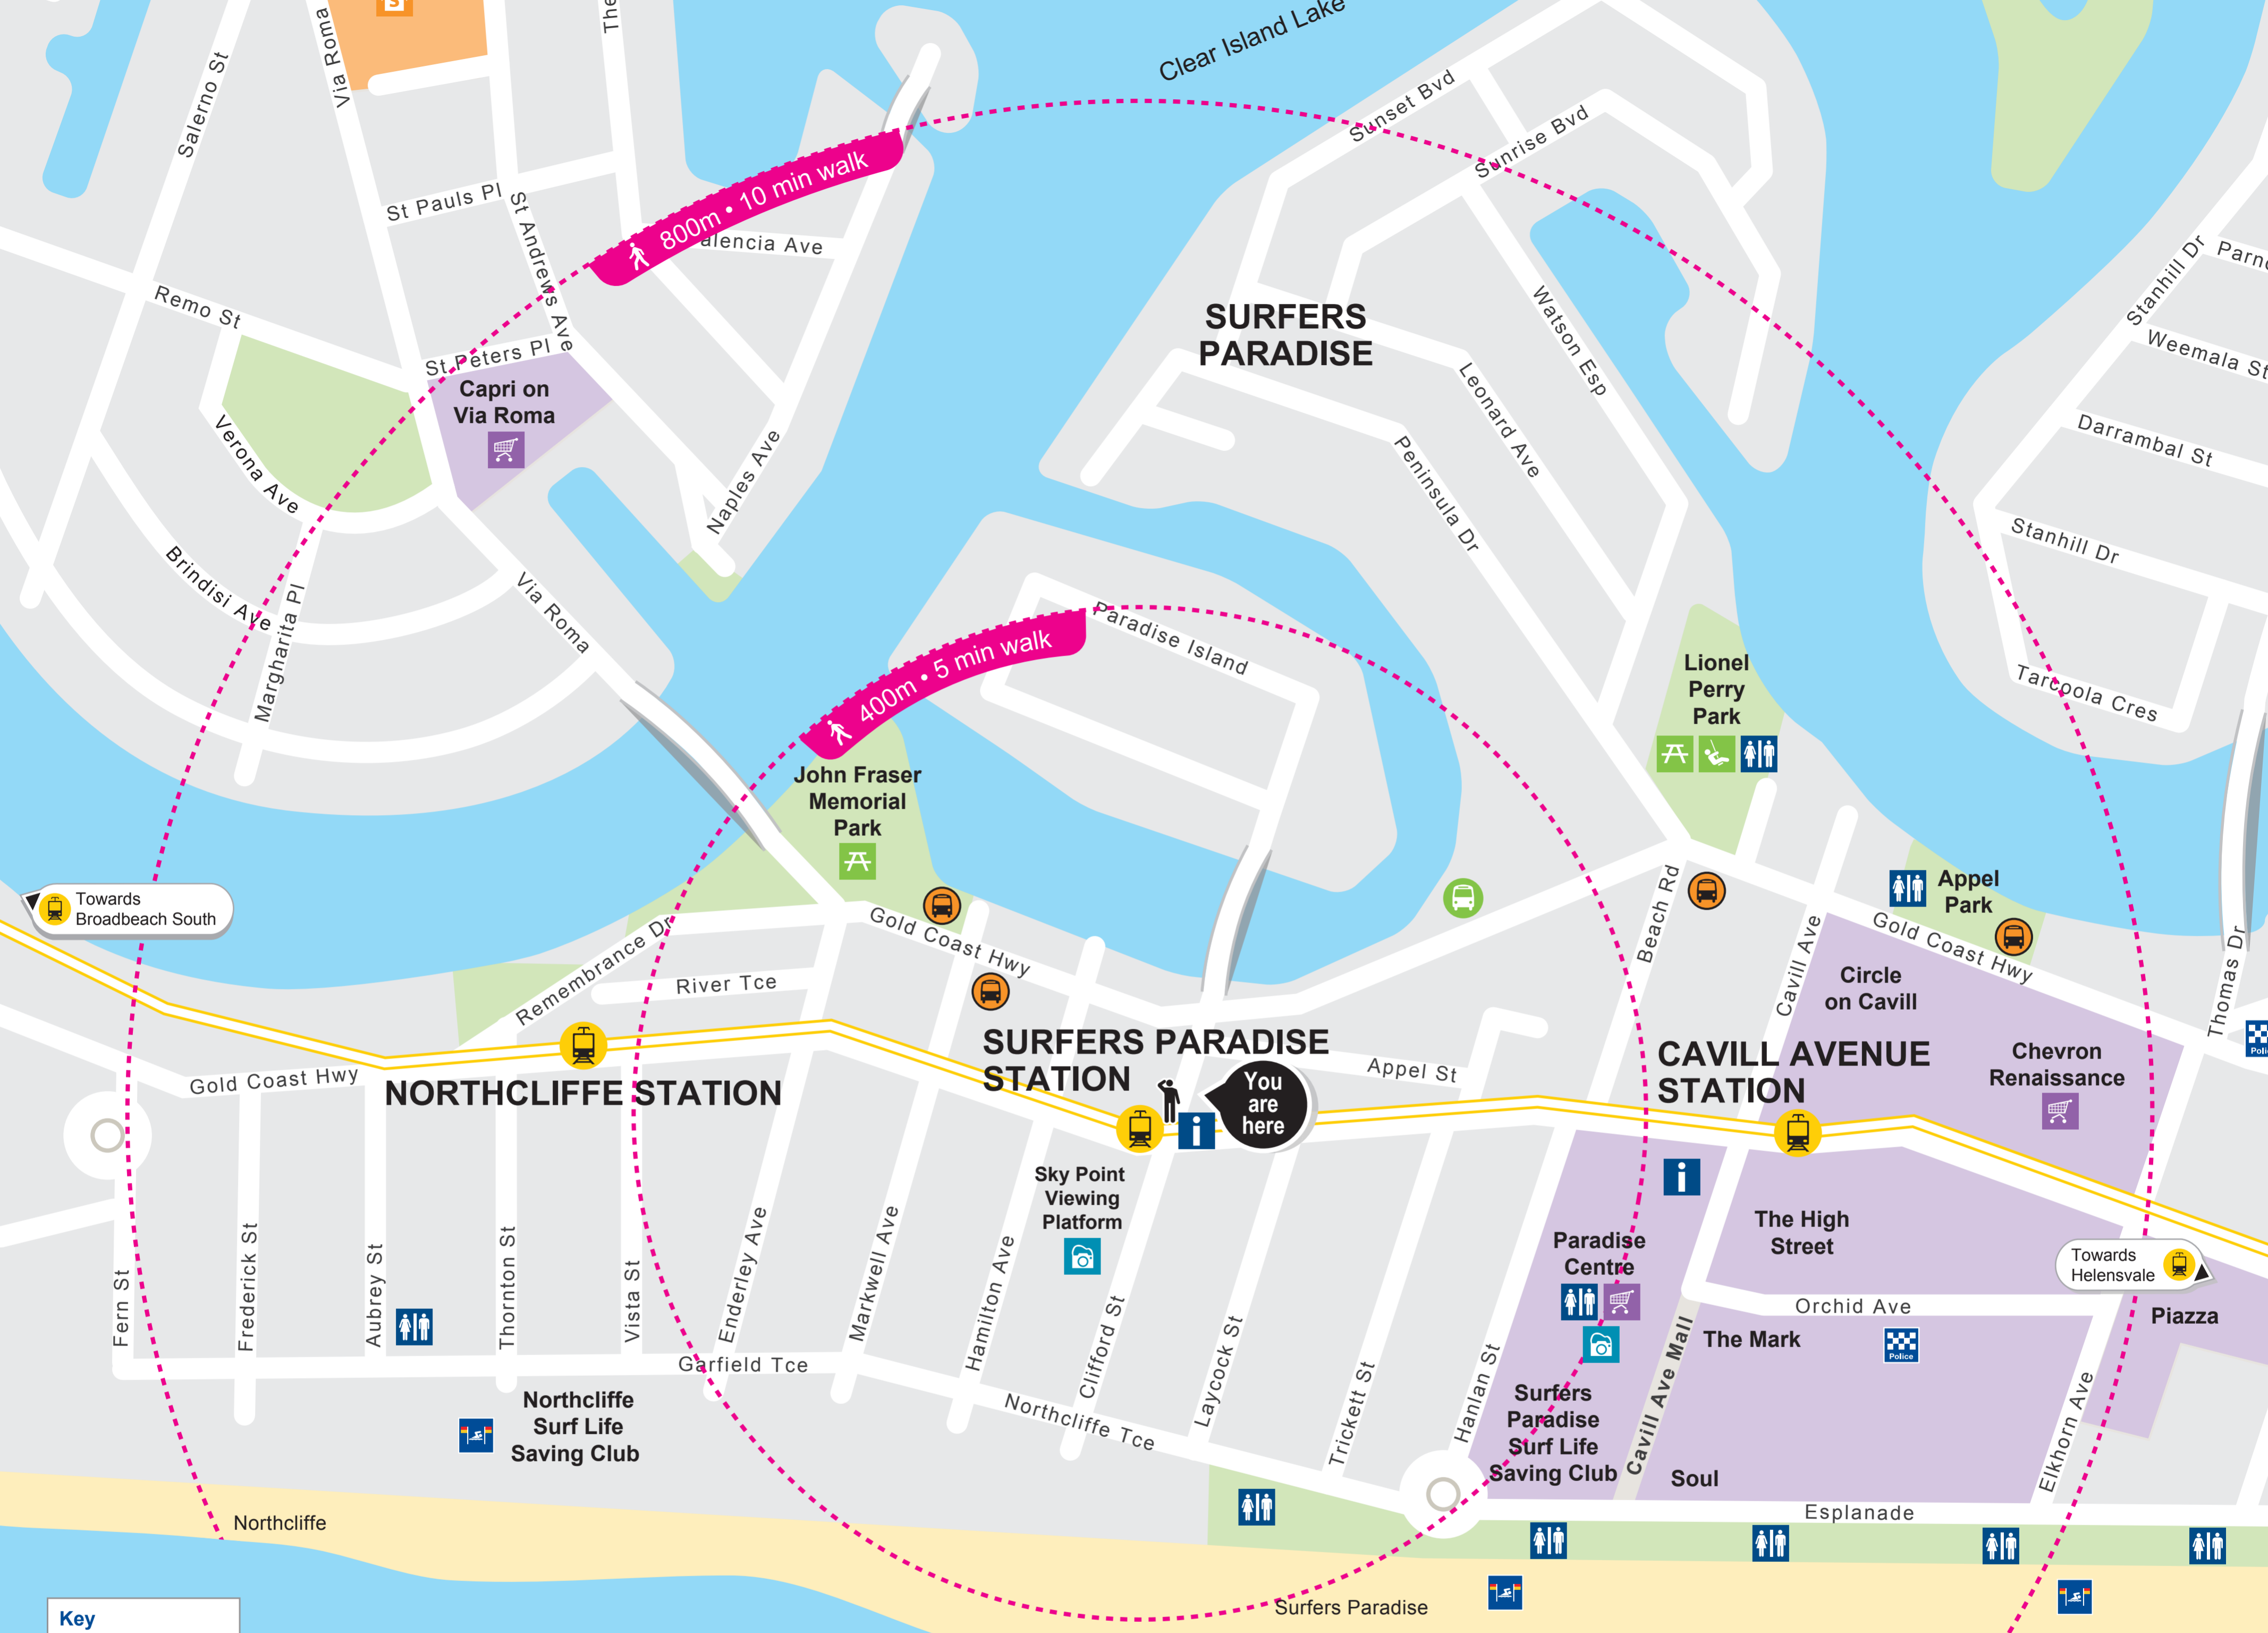 Clear Island Lake
Salerno St
Via Roma
The
S
Sunset Bvd
Sunrise Bvd
800m • 10 min walk
St Pauls Pl
St Andrews Ave
alencia Ave
Remo St
St Peters Pl
Capri on
Via Roma
Verona Ave
Naples Ave
SURFERS
PARADISE
Watson Esp
Leonard Ave
Peninsula Dr
Stanhill Dr
Weemala St
Darrambal St
Stanhill Dr
Tarcoola Cres
Brindisi Ave
Margharita Pl
Via Roma
400m • 5 min walk
Paradise Island
Lionel
Perry
Park
John Fraser
Memorial
Park
Towards
Broadbeach South
Remembrance Dr
River Tce
Gold Coast Hwy
Beach Rd
Cavill Ave
Appel
Park
Gold Coast Hwy
Circle
on Cavill
Thomas Dr
Gold Coast Hwy
NORTHCLIFFE STATION
SURFERS PARADISE
STATION
You
are
here
Appel St
CAVILL AVENUE
STATION
Chevron
Renaissance
Sky Point
Viewing
Platform
Fern St
Frederick St
Aubrey St
Thornton St
Vista St
Enderley Ave
Markwell Ave
Hamilton Ave
Clifford St
Laycock St
Trickett St
Hanlan St
Paradise
Centre
The High
Street
Towards
Helensvale
Orchid Ave
Piazza
The Mark
Police
Cavill Ave Mall
Elkhorn Ave
Garfield Tce
Northcliffe
Surf Life
Saving Club
Northcliffe Tce
Surfers
Paradise
Surf Life
Saving Club
Soul
Esplanade
Northcliffe
Surfers Paradise
Key